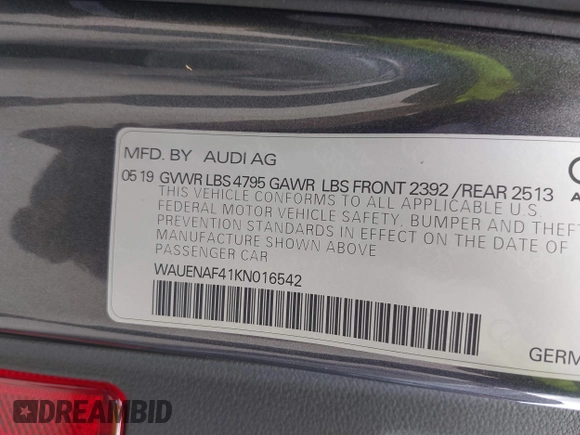 MFD. BY AUDI AG
05 19 GVWR LBS 4795 GAWR LBS FRONT 2392 /REAR 2513
THIS VEHICLE CONFORMS TO ALL APPLICABLE U.S.
FEDERAL MOTOR VEHICLE SAFETY, BUMPER AND THEFT
PREVENTION STANDARDS IN EFFECT ON THE DATE OF
MANUFACTURE SHOWN ABOVE
PASSENGER CAR
WAUENAF41KN016542
GERM
DREAMBID